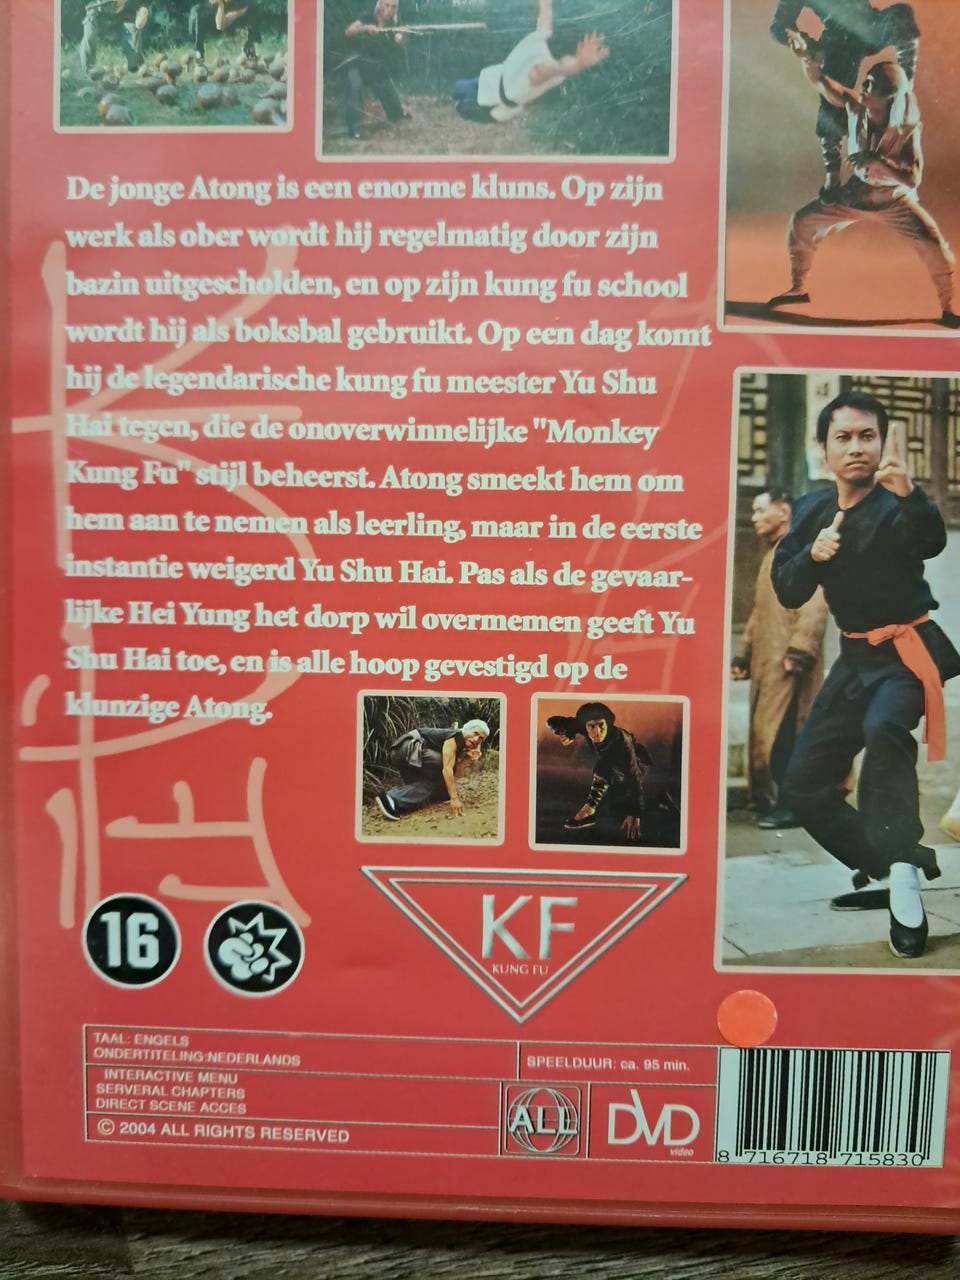 De jonge Atong is een enorme kluns. Op zijn
werk als ober wordt hij regelmatig door zijn
bazin uitgescholden, en op zijn kung fu school
wordt hij als boksbal gebruikt. Op een dag komt
hij de legendarische kung fu meester Yu Shu
Hai tegen, die de onoverwinnelijke "Monkey
Kung Fu" stijl beheerst. Atong smeekt hem om
hem aan te nemen als leerling, maar in de eerste
instantie weigerd Yu Shu Hai. Pas als de gevaar-
lijke Hei Yung het dorp wil overmemen geeft Yu
Shu Hai toe, en is alle hoop gevestigd op de
klunzige Atong.
16
KF
KUNG FU
TAAL: ENGELS
ONDERTITELING:NEDERLANDS
SPEELDUUR: ca. 95 min.
INTERACTIVE MENU
SERVERAL CHAPTERS
DIRECT SCENE ACCES
© 2004 ALL RIGHTS RESERVED
ALL
DVD
video
8 716718 715830